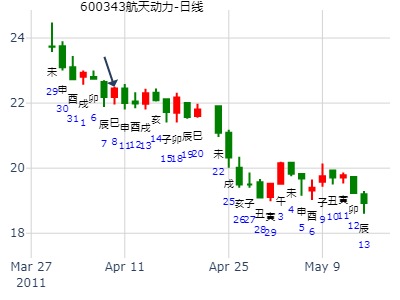 600343航天动力-日线
24
22
20
18
未 申 酉 戌 卯 辰 巳 申 酉 戌 亥 子 卯 辰 巳 未 戌 亥 子 丑 寅 午 未 申 酉 子 丑 寅 卯 辰
29 30 31 1 6 7 8 11 12 13 14 15 18 19 20 22 25 26 27 28 29 3 4 5 6 9 10 11 12 13
Mar 27 Apr 11 Apr 25 May 9
2011